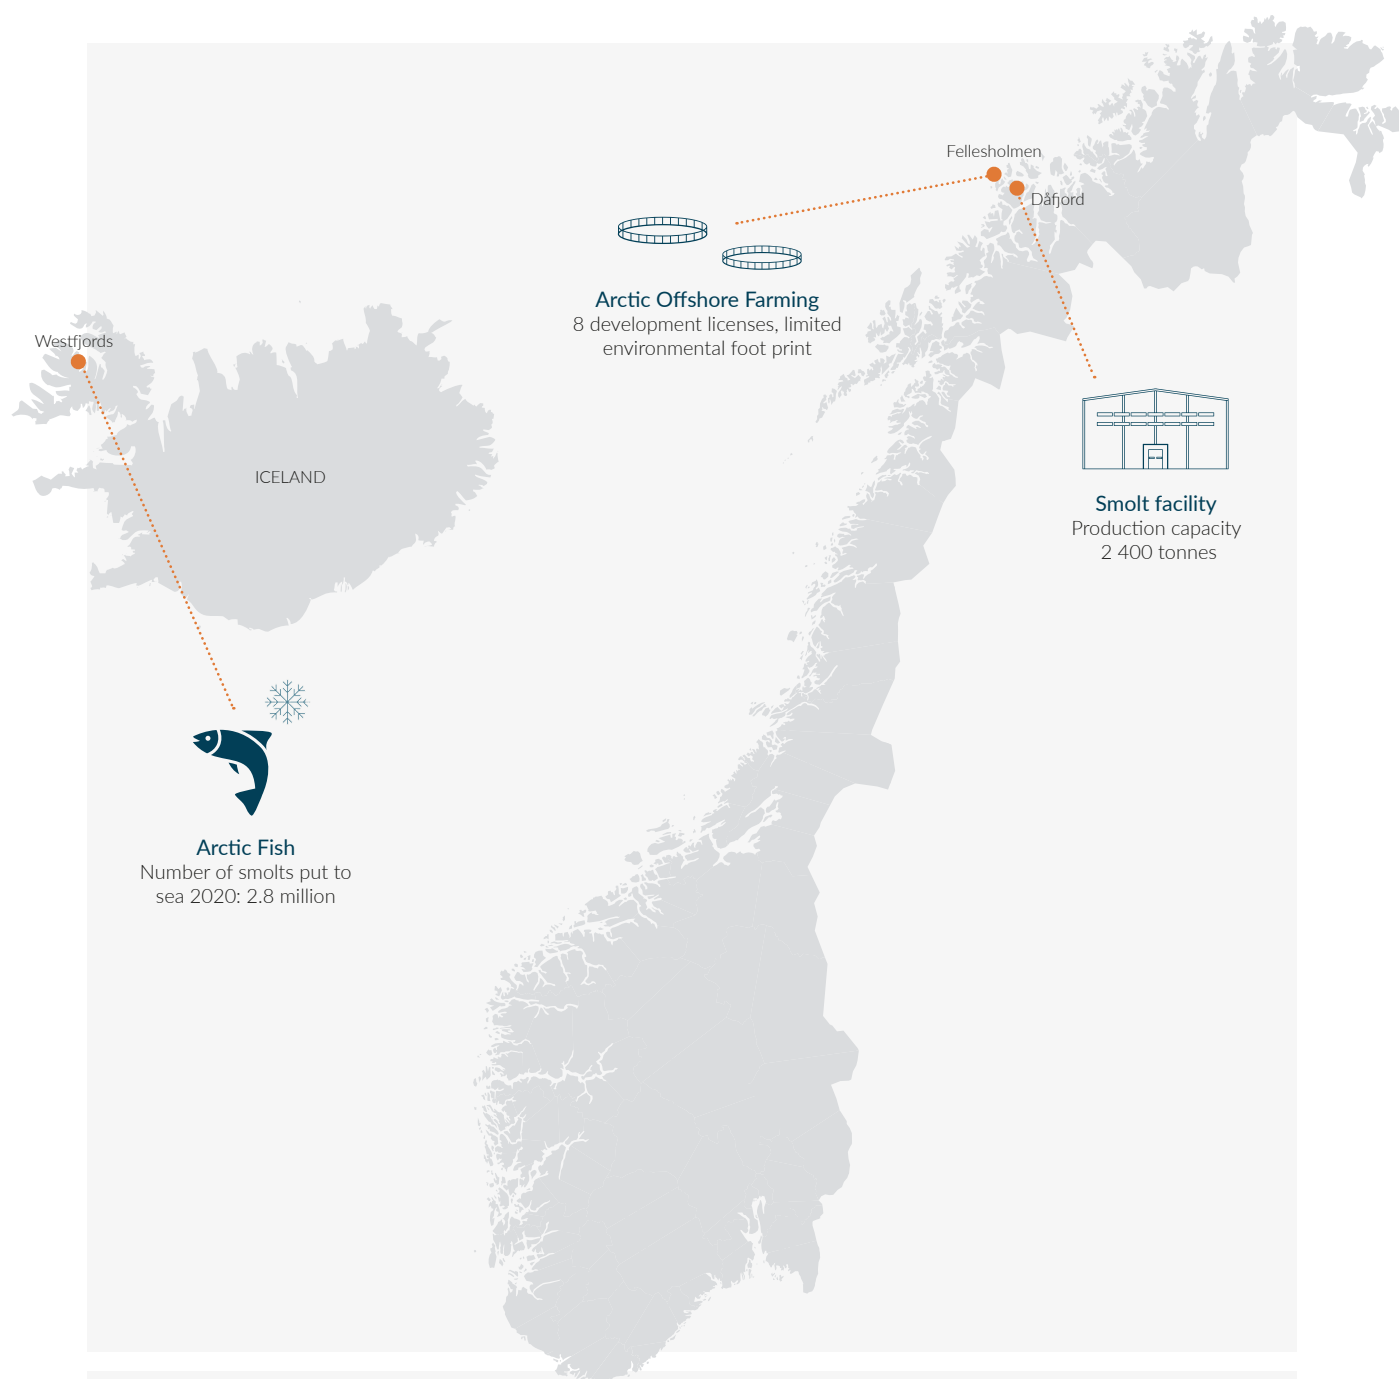 Fellesholmen
Dåfjord
Arctic Offshore Farming
8 development licenses, limited
environmental foot print
Westfjords
ICELAND
Smolt facility
Production capacity
2 400 tonnes
Arctic Fish
Number of smolts put to
sea 2020: 2.8 million